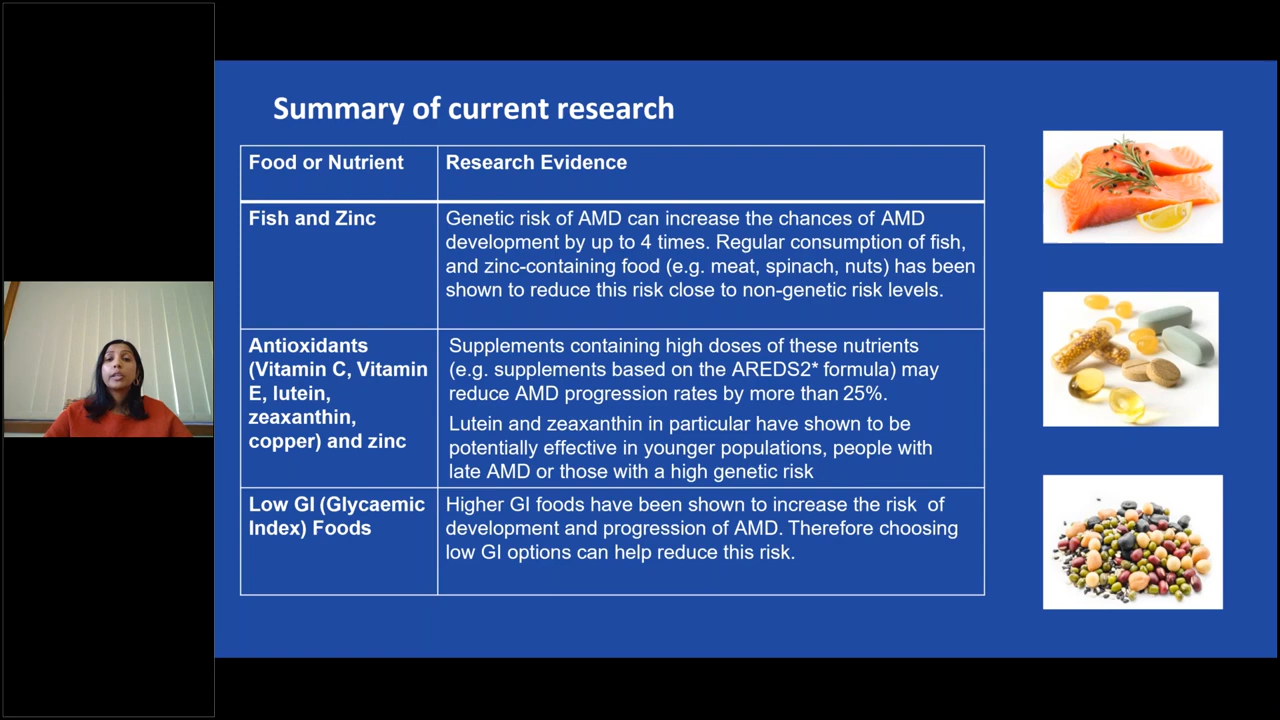 Summary of current research
Food or Nutrient
Research Evidence
Fish and Zinc
Genetic risk of AMD can increase the chances of AMD
development by up to 4 times. Regular consumption of fish,
and zinc-containing food (e.g. meat, spinach, nuts) has been
shown to reduce this risk close to non-genetic risk levels.
Antioxidants
(Vitamin C, Vitamin
E, lutein,
zeaxanthin,
copper) and zinc
Supplements containing high doses of these nutrients
(e.g. supplements based on the AREDS2* formula) may
reduce AMD progression rates by more than 25%.
Lutein and zeaxanthin in particular have shown to be
potentially effective in younger populations, people with
late AMD or those with a high genetic risk
Low GI (Glycaemic
Index) Foods
Higher GI foods have been shown to increase the risk of
development and progression of AMD. Therefore choosing
low GI options can help reduce this risk.